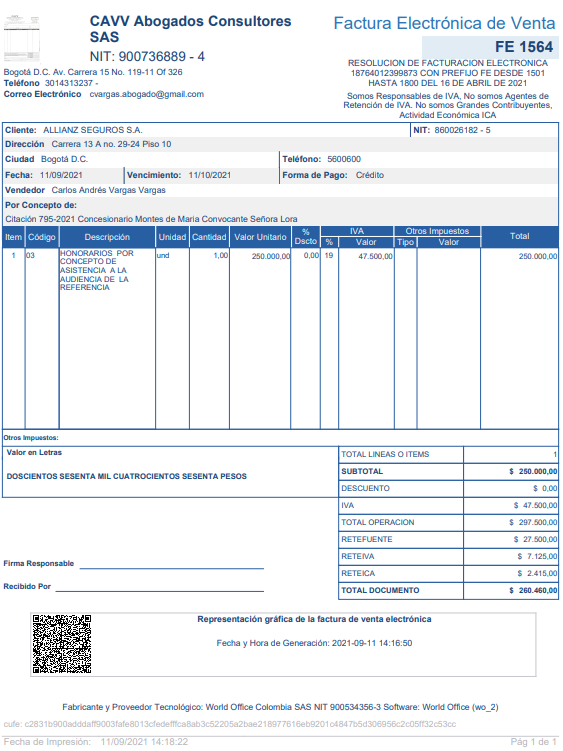 CAVV Abogados Consultores
SAS
NIT: 900736889 - 4
Bogotá D.C. Av. Carrera 15 No. 119-11 Of 326
Teléfono 3014313237 -
Correo Electrónico cvargas.abogado@gmail.com
Factura Electrónica de Venta
FE 1564
RESOLUCION DE FACTURACION ELECTRONICA
18764012399873 CON PREFIJO FE DESDE 1501
HASTA 1800 DEL 16 DE ABRIL DE 2021
Somos Responsables de IVA, No somos Agentes de
Retención de IVA. No somos Grandes Contribuyentes,
Actividad Económica ICA
Cliente: ALLIANZ SEGUROS S.A. NIT: 860026182 - 5
Dirección Carrera 13 A no. 29-24 Piso 10
Ciudad Bogotá D.C. Teléfono: 5600600
Fecha: 11/09/2021 Vencimiento: 11/10/2021 Forma de Pago: Crédito
Vendedor Carlos Andrés Vargas Vargas
Por Concepto de:
Citación 795-2021 Concesionario Montes de Maria Convocante Señora Lora
Item Código Descripción Unidad Cantidad Valor Unitario % Dscto IVA % Valor Otros Impuestos Tipo Valor Total
1 03 HONORARIOS POR und 1,00 250.000,00 0,00 19 47.500,00 250.000,00
CONCEPTO DE
ASISTENCIA A LA
AUDIENCIA DE LA
REFERENCIA
Otros Impuestos:
Valor en Letras
DOSCIENTOS SESENTA MIL CUATROCIENTOS SESENTA PESOS
TOTAL LINEAS O ITEMS 1
SUBTOTAL $ 250.000,00
DESCUENTO $ 0,00
IVA $ 47.500,00
TOTAL OPERACION $ 297.500,00
RETEFUENTE $ 27.500,00
RETEIVA $ 7.125,00
RETEICA $ 2.415,00
TOTAL DOCUMENTO $ 260.460,00
Firma Responsable
Recibido Por
Representación gráfica de la factura de venta electrónica
Fecha y Hora de Generación: 2021-09-11 14:16:50
Fabricante y Proveedor Tecnológico: World Office Colombia SAS NIT 900534356-3 Software: World Office (wo_2)
cufe: c2831b900adddaff9003fafe8013cfedefffca8ab3c52205a2bae218977616eb9201c4847b5d306956c2c05ff32c53cc
Fecha de Impresión: 11/09/2021 14:18:22 Pág 1 de 1